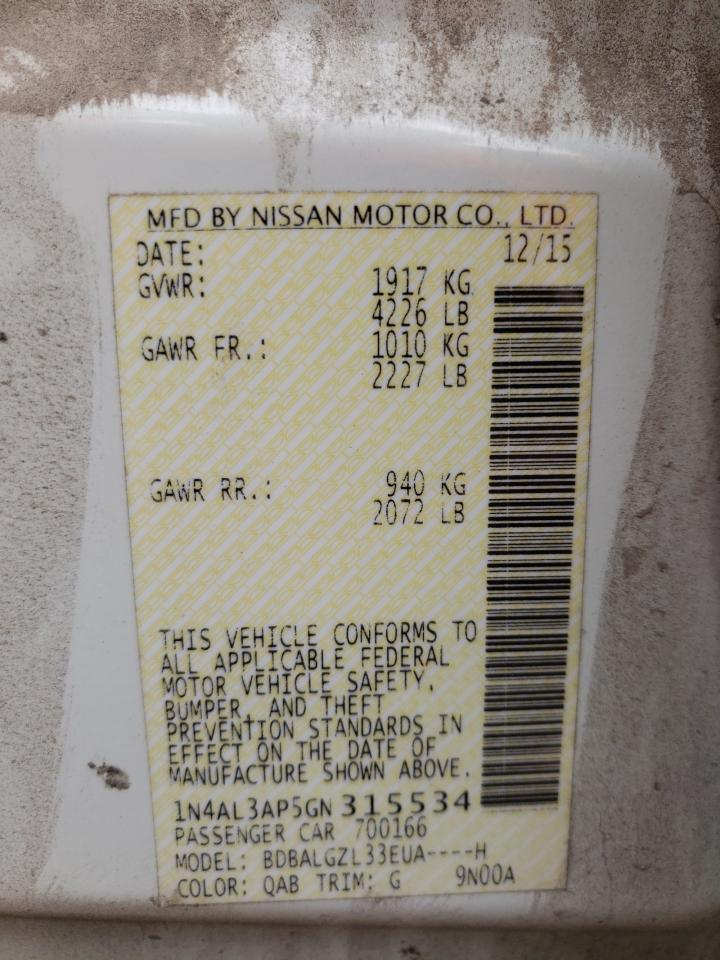 MFD BY NISSAN MOTOR CO., LTD.
DATE: 12/15
GVWR: 1917 KG
4226 LB
GAWR FR.: 1010 KG
2227 LB
GAWR RR.: 940 KG
2072 LB
THIS VEHICLE CONFORMS TO
ALL APPLICABLE FEDERAL
MOTOR VEHICLE SAFETY,
BUMPER, AND THEFT
PREVENTION STANDARDS IN
EFFECT ON THE DATE OF
MANUFACTURE SHOWN ABOVE.
1N4AL3AP5GN315534
PASSENGER CAR 700166
MODEL: BDBALGZL33EUA----H
COLOR: QAB TRIM: G 9N00A